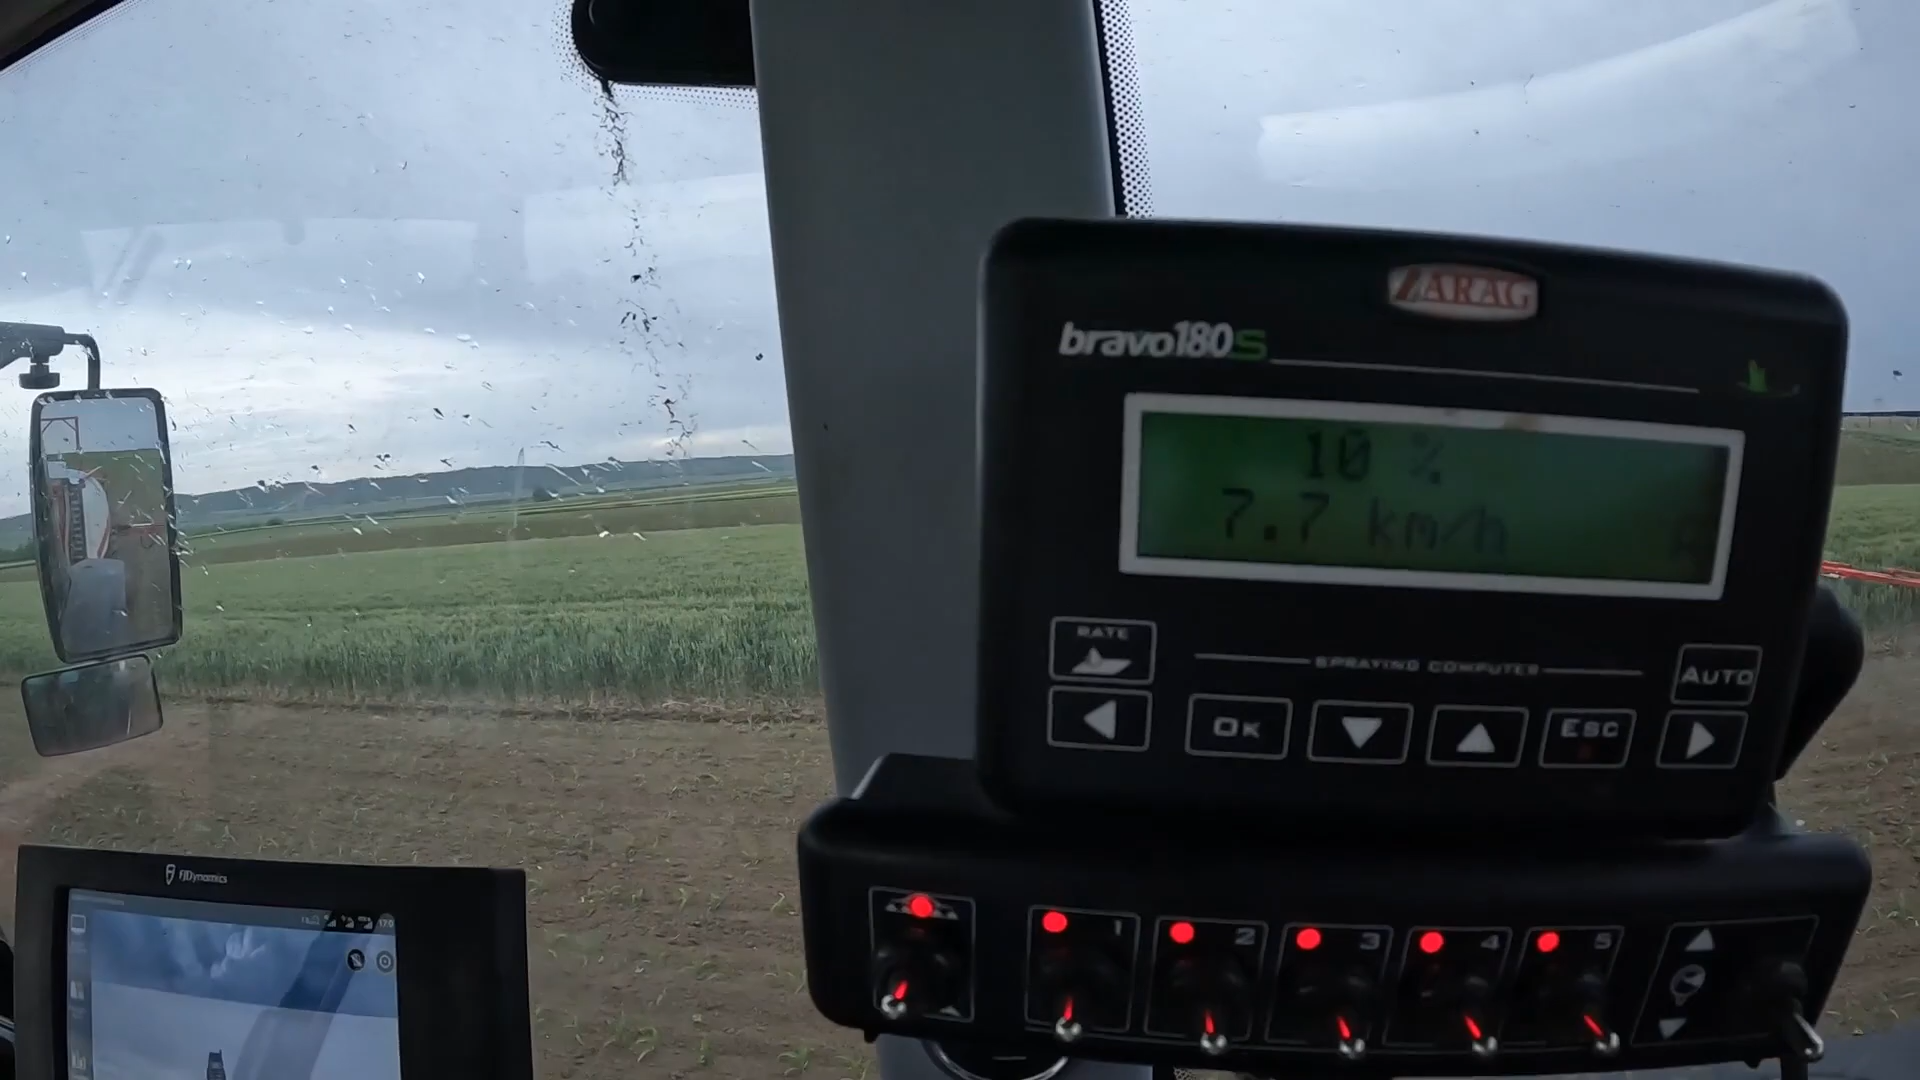 ARAG
bravo180S
10 %
7.7 km/h
RATE
SPRAYING COMPUTER
AUTO
OK
ESC
1
2
3
4
5
FJDynamics